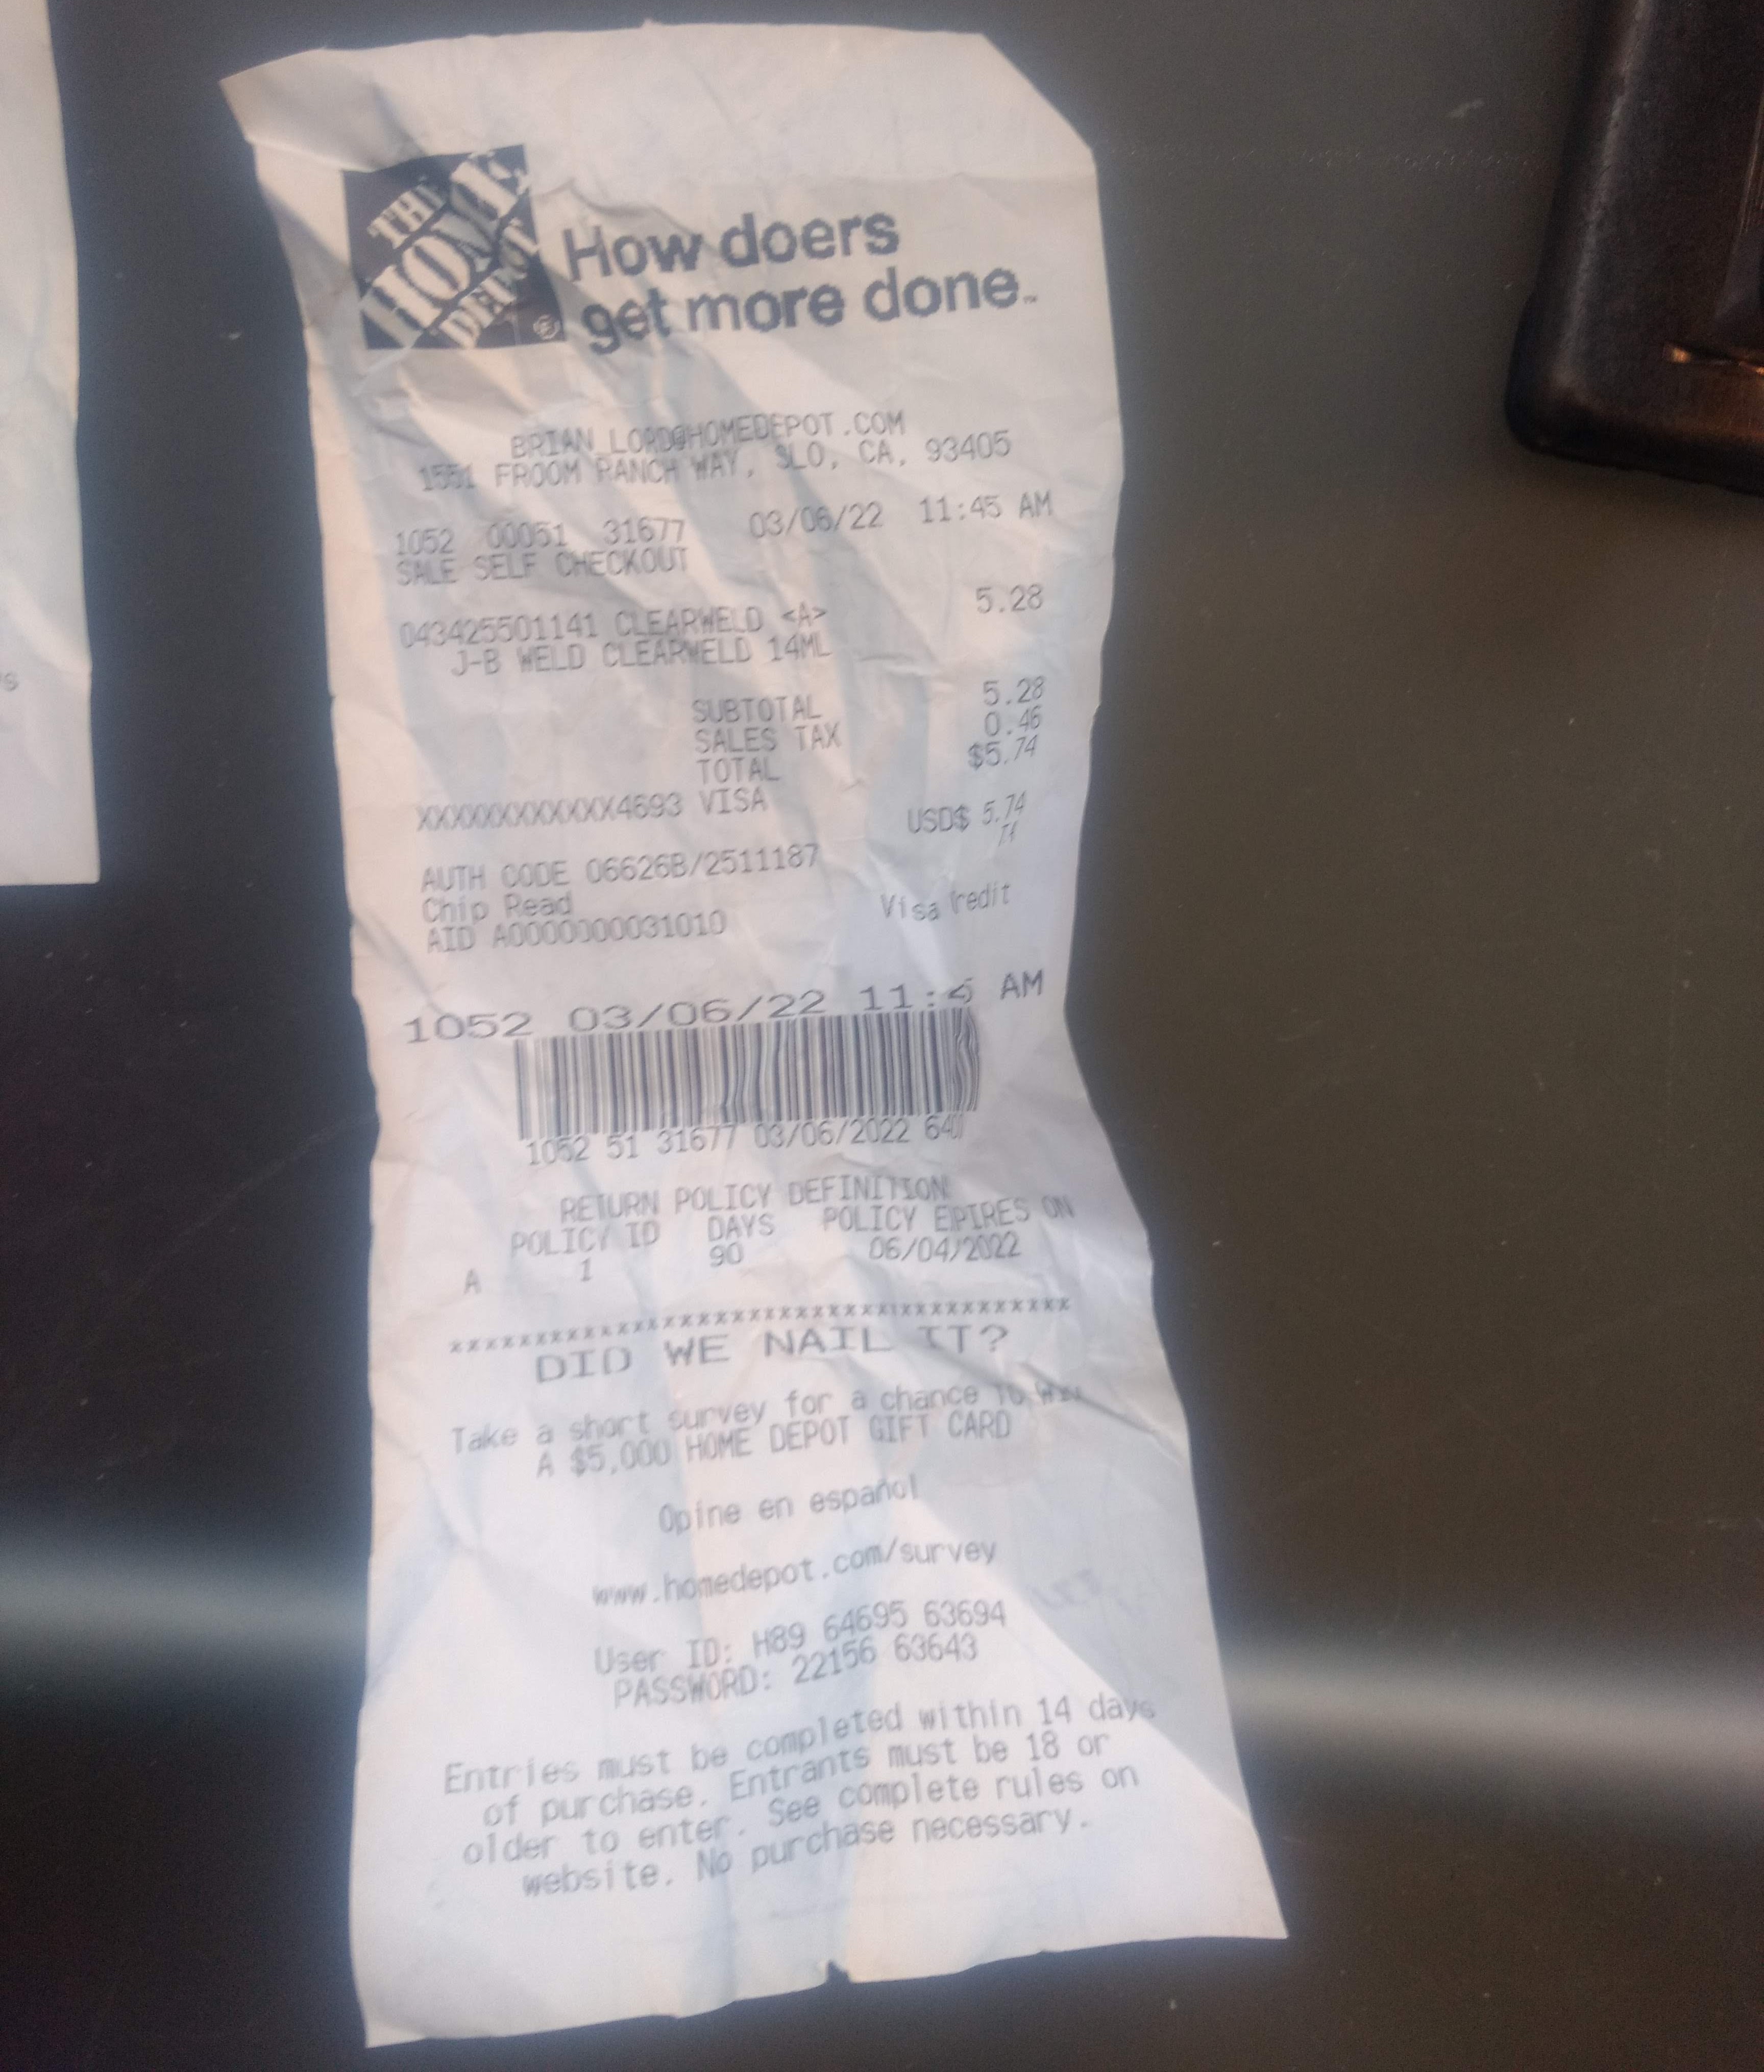 THE
HOME
DEPOT
®
How doers
get more done.™
BRIAN_LORD@HOMEDEPOT.COM
1551 FROOM RANCH WAY, SLO, CA, 93405
1052 00051 31677 03/06/22 11:45 AM
SALE SELF CHECKOUT
043425501141 CLEARWELD <A> 5.28
J-B WELD CLEARWELD 14ML
SUBTOTAL 5.28
SALES TAX 0.46
TOTAL $5.74
XXXXXXXXXXXX4693 VISA
USD$ 5.74
AUTH CODE 06626B/2511187
Chip Read
AID A0000000031010 Visa Credit
1052 03/06/22 11:45 AM
1052 51 31677 03/06/2022 640
RETURN POLICY DEFINITION
POLICY ID DAYS POLICY EPIRES ON
A 1 90 06/04/2022
DID WE NAIL IT?
Take a short survey for a chance TO
A $5,000 HOME DEPOT GIFT CARD
Opine en español
www.homedepot.com/survey
User ID: H89 64695 63694
PASSWORD: 22156 63643
Entries must be completed within 14 days
of purchase. Entrants must be 18 or
older to enter. See complete rules on
website. No purchase necessary.